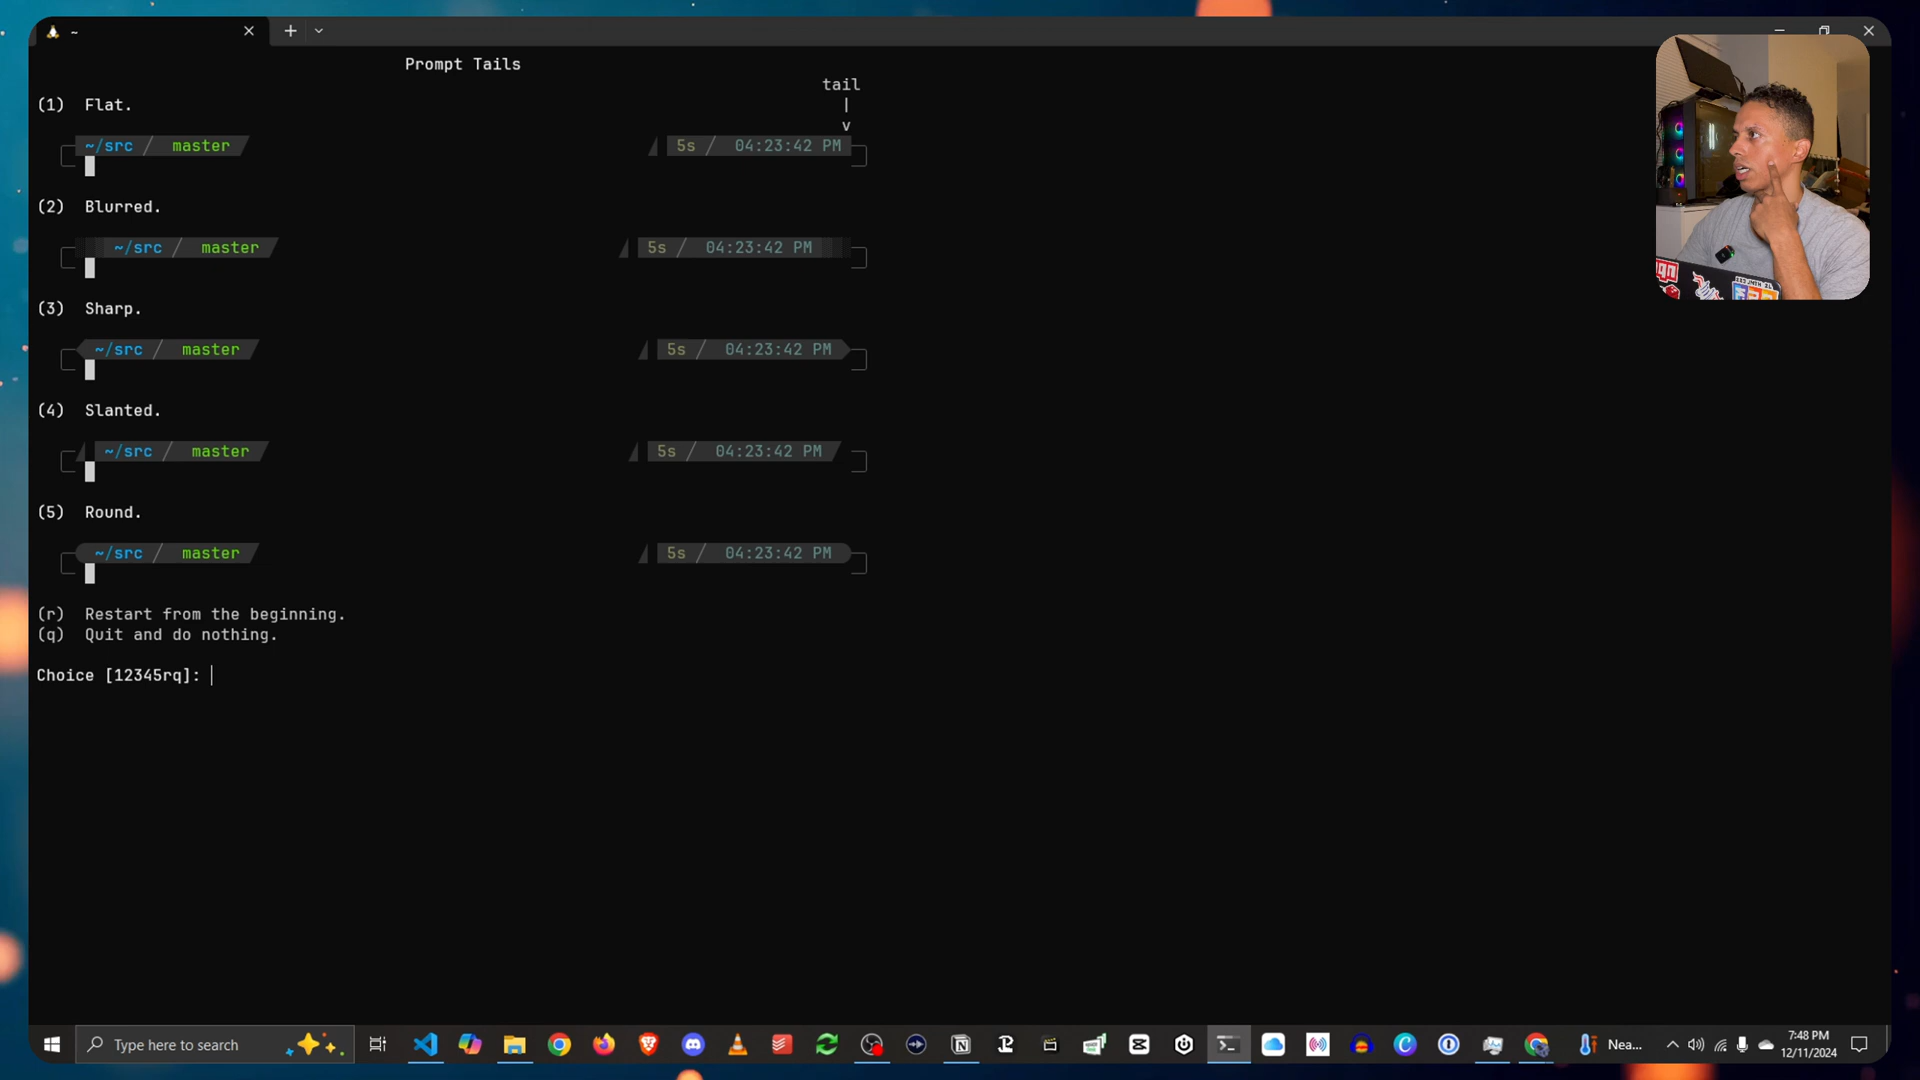 ~
Prompt Tails
tail
|
v
(1) Flat.
~/src / master 5s / 04:23:42 PM
(2) Blurred.
~/src / master 5s / 04:23:42 PM
(3) Sharp.
~/src / master 5s / 04:23:42 PM
(4) Slanted.
~/src / master 5s / 04:23:42 PM
(5) Round.
~/src / master 5s / 04:23:42 PM
(r) Restart from the beginning.
(q) Quit and do nothing.
Choice [12345rq]:
Type here to search
Nea...
7:48 PM
12/11/2024